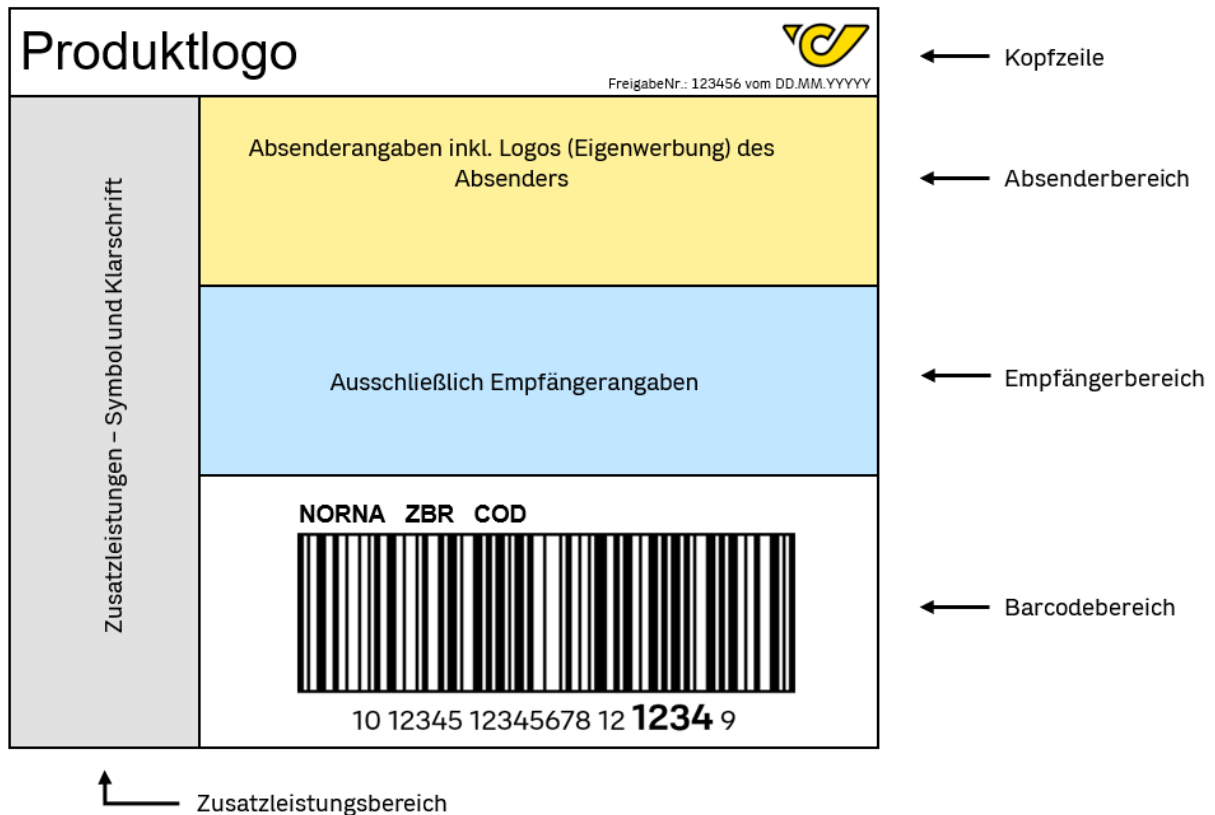 Produktlogo
FreigabeNr.: 123456 vom DD.MM.YYYYY
Kopfzeile
Absenderangaben inkl. Logos (Eigenwerbung) des
Absenders
Absenderbereich
Zusatzleistungen – Symbol und Klarschrift
Ausschließlich Empfängerangaben
Empfängerbereich
NORNA ZBR COD
10 12345 12345678 12 1234 9
Barcodebereich
Zusatzleistungsbereich